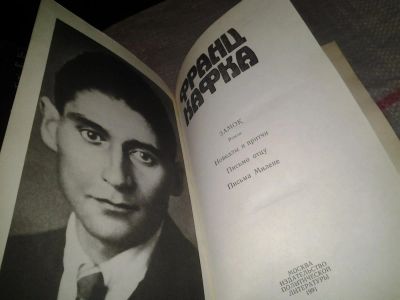 ФРАНЦ
КАФКА
ЗАМОК
Роман
Новеллы и притчи
Письмо отцу
Письма Милене
МОСКВА
ИЗДАТЕЛЬСТВО
ПОЛИТИЧЕСКОЙ
ЛИТЕРАТУРЫ
1991